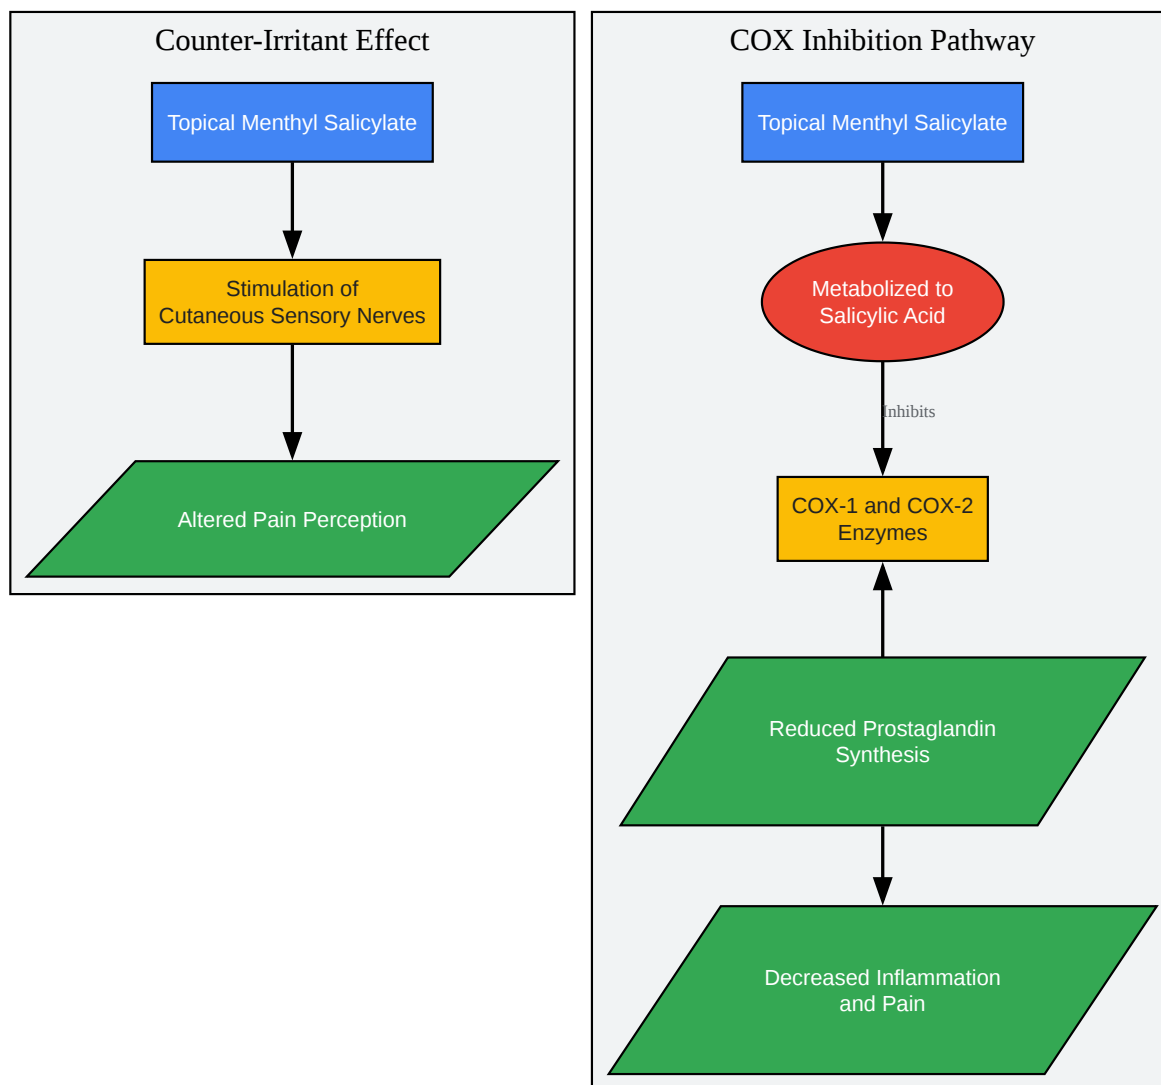 Counter-Irritant Effect
Topical Menthyl Salicylate
Stimulation of
Cutaneous Sensory Nerves
Altered Pain Perception
COX Inhibition Pathway
Topical Menthyl Salicylate
Metabolized to
Salicylic Acid
Inhibits
COX-1 and COX-2
Enzymes
Reduced Prostaglandin
Synthesis
Decreased Inflammation
and Pain